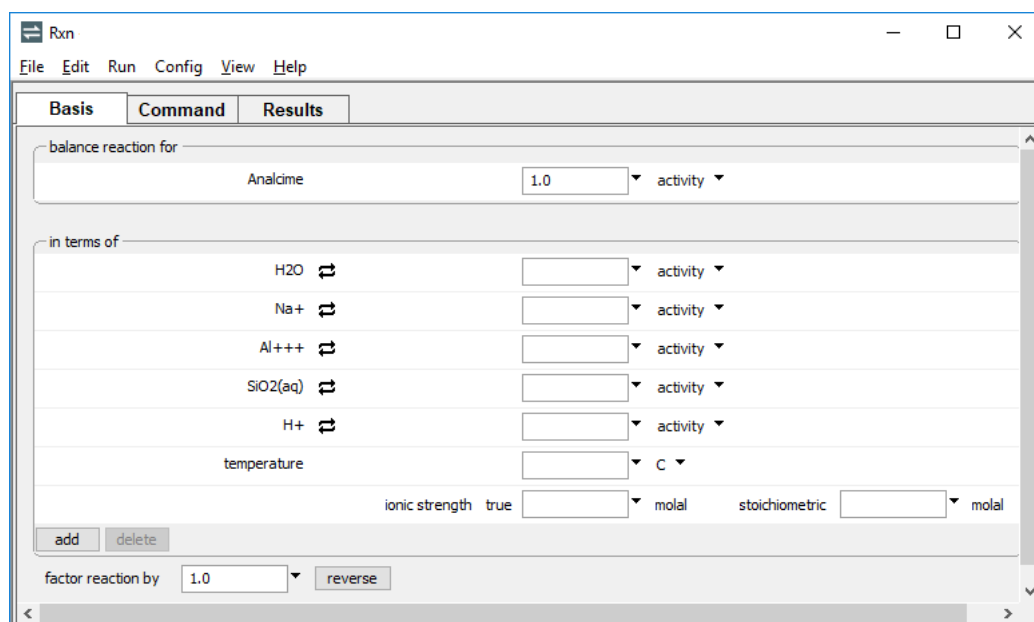 Rxn
File Edit Run Config View Help
Basis Command Results
balance reaction for
Analcime 1.0 activity
in terms of
H2O activity
Na+ activity
Al+++ activity
SiO2(aq) activity
H+ activity
temperature C
ionic strength true molal stoichiometric molal
add delete
factor reaction by 1.0 reverse